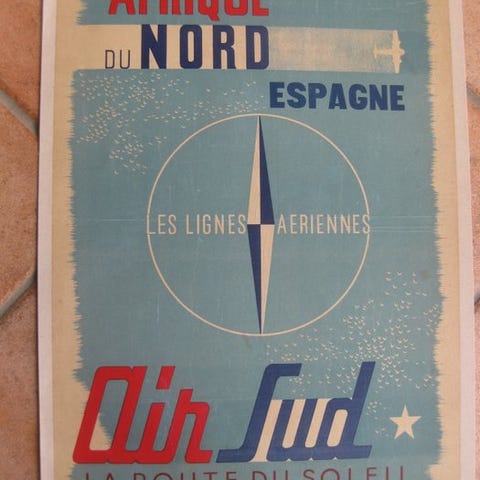 AFRIQUE
DU NORD
ESPAGNE
LES LIGNES AERIENNES
Air Sud
LA ROUTE DU SOLEIL